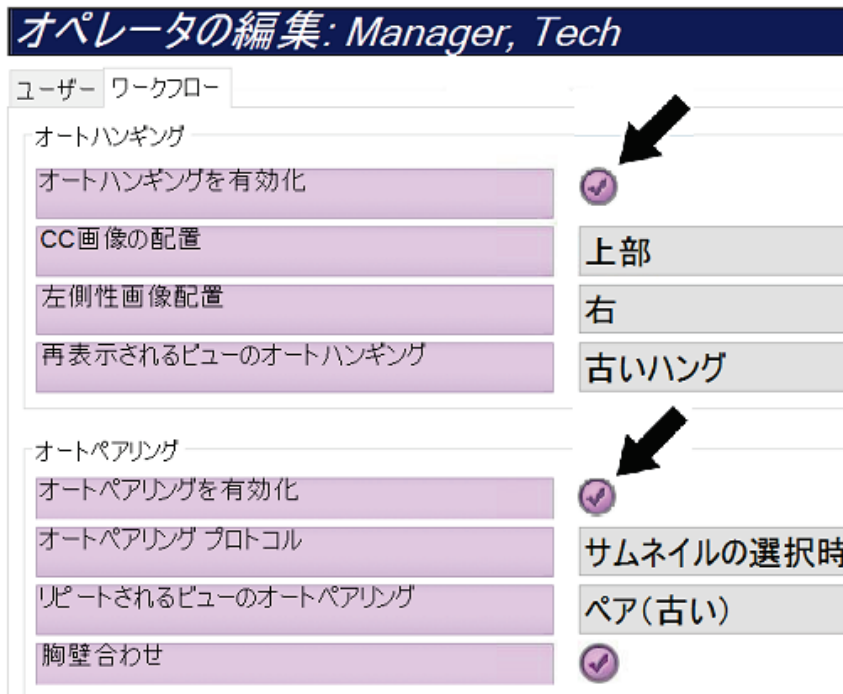 オペレータの編集: Manager, Tech
ユーザー ワークフロー
オートハンギング
オートハンギングを有効化
CC画像の配置 上部
左側性画像配置 右
再表示されるビューのオートハンギング 古いハング
オートペアリング
オートペアリングを有効化
オートペアリング プロトコル サムネイルの選択時
リピートされるビューのオートペアリング ペア(古い)
胸壁合わせ